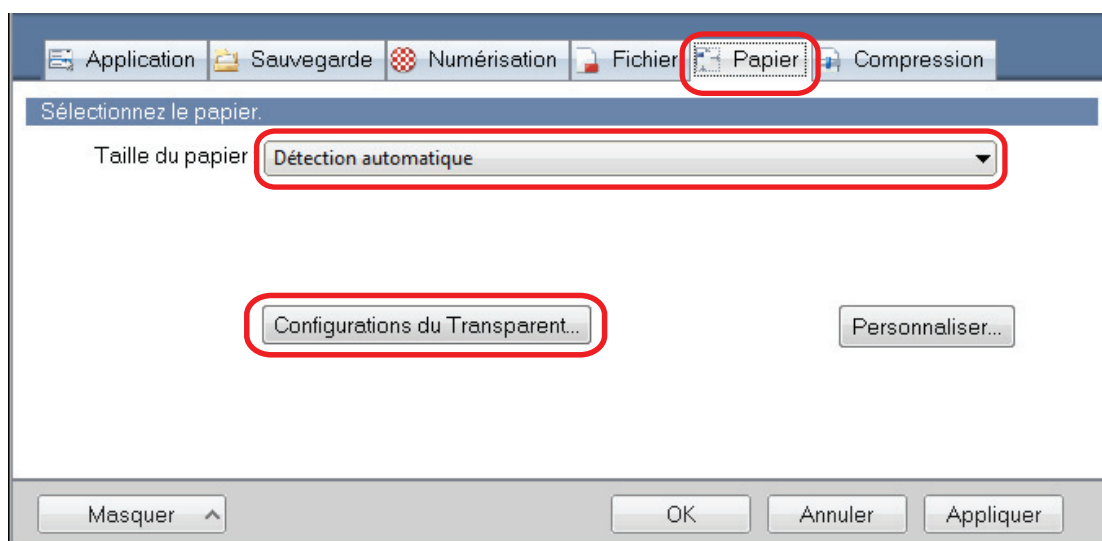 Application Sauvegarde Numérisation Fichier Papier Compression
Sélectionnez le papier.
Taille du papier Détection automatique
Configurations du Transparent... Personnaliser...
Masquer OK Annuler Appliquer